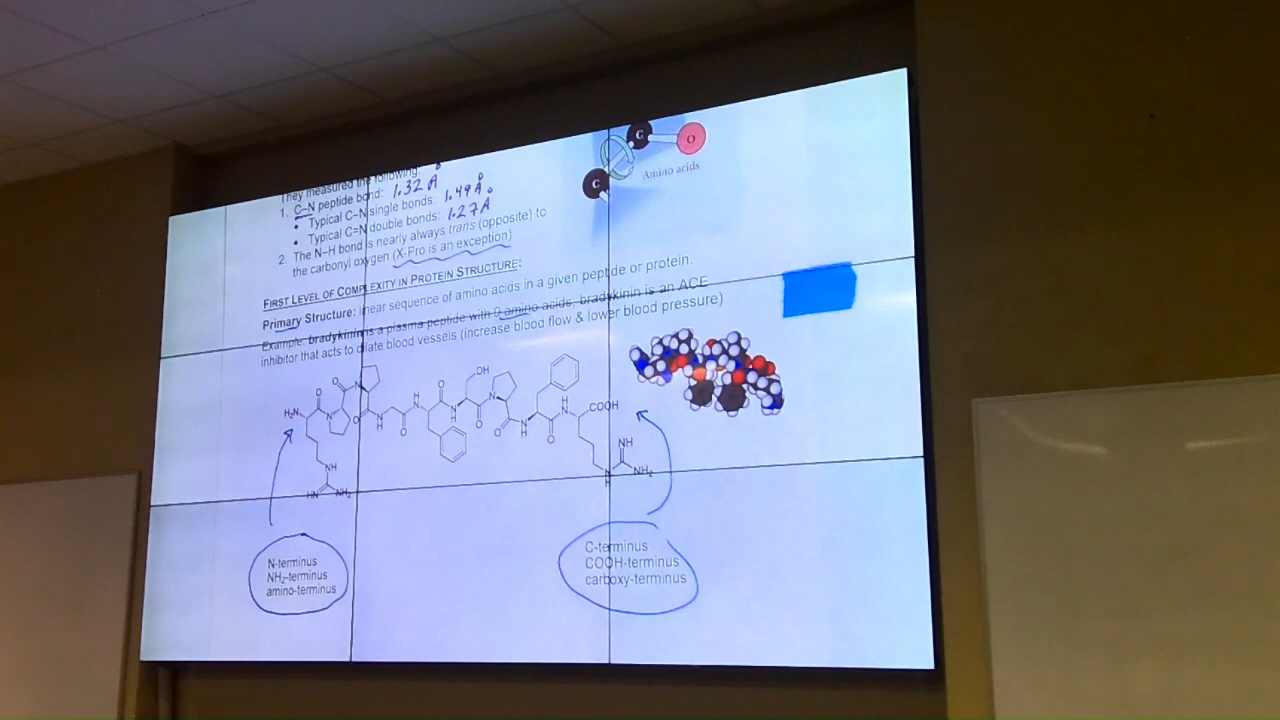 They measured the following:
1. C–N peptide bond: 1.32 Å
• Typical C–N single bonds: 1.49 Å
• Typical C=N double bonds: 1.27 Å
2. The N–H bond is nearly always trans (opposite) to
the carbonyl oxygen (X-Pro is an exception)
C
C
O
Amino acids
FIRST LEVEL OF COMPLEXITY IN PROTEIN STRUCTURE:
Primary Structure: linear sequence of amino acids in a given peptide or protein.
Example: bradykinin is a plasma peptide with 9 amino acids, bradykinin is an ACE
inhibitor that acts to dilate blood vessels (increase blood flow & lower blood pressure)
H₂N
O
O
N
N
O
N
H
O
H
N
O
N
H
OH
O
N
O
N
H
O
H
N
COOH
NH
HN
NH₂
NH
N
H
NH₂
N-terminus
NH₂-terminus
amino-terminus
C-terminus
COOH-terminus
carboxy-terminus